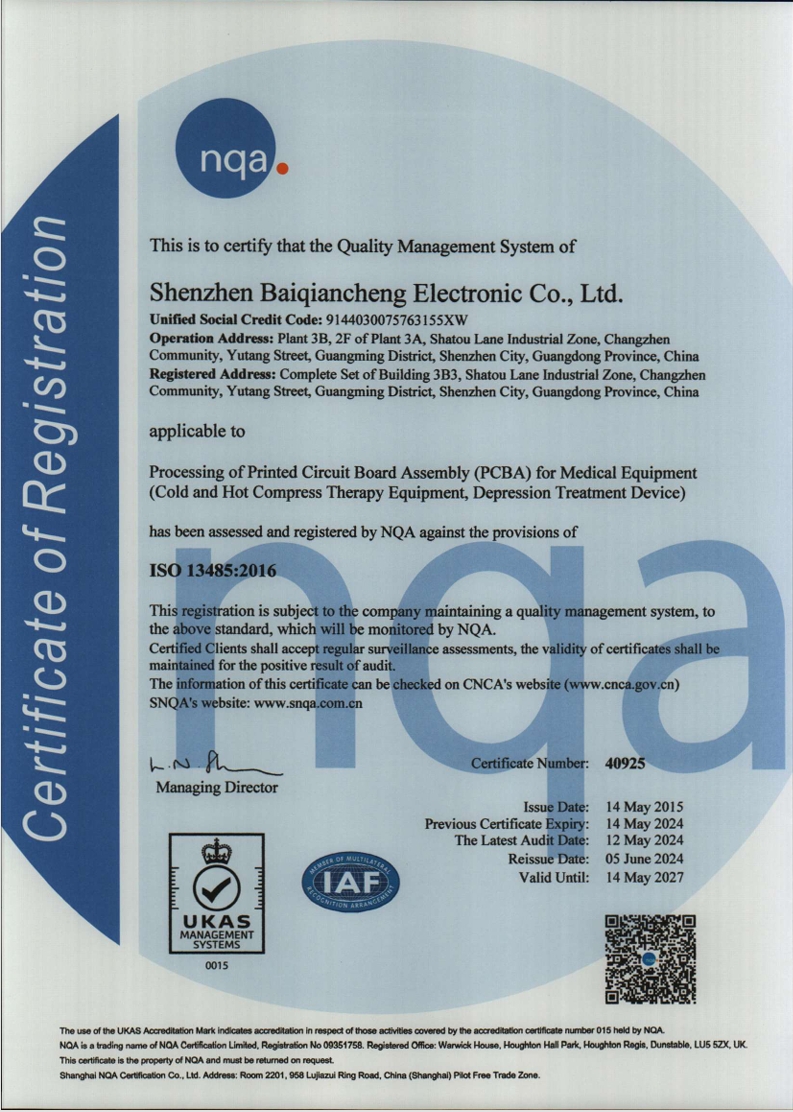 Certificate of Registration
nqa.
This is to certify that the Quality Management System of
Shenzhen Baiqiancheng Electronic Co., Ltd.
Unified Social Credit Code: 9144030075763155XW
Operation Address: Plant 3B, 2F of Plant 3A, Shatou Lane Industrial Zone, Changzhen
Community, Yutang Street, Guangming District, Shenzhen City, Guangdong Province, China
Registered Address: Complete Set of Building 3B3, Shatou Lane Industrial Zone, Changzhen
Community, Yutang Street, Guangming District, Shenzhen City, Guangdong Province, China
applicable to
Processing of Printed Circuit Board Assembly (PCBA) for Medical Equipment
(Cold and Hot Compress Therapy Equipment, Depression Treatment Device)
has been assessed and registered by NQA against the provisions of
ISO 13485:2016
This registration is subject to the company maintaining a quality management system, to
the above standard, which will be monitored by NQA.
Certified Clients shall accept regular surveillance assessments, the validity of certificates shall be
maintained for the positive result of audit.
The information of this certificate can be checked on CNCA's website (www.cnca.gov.cn)
SNQA's website: www.snqa.com.cn
nqa
Managing Director
Certificate Number: 40925
Issue Date: 14 May 2015
Previous Certificate Expiry: 14 May 2024
The Latest Audit Date: 12 May 2024
Reissue Date: 05 June 2024
Valid Until: 14 May 2027
UKAS
MANAGEMENT
SYSTEMS
0015
MEMBER OF MULTILATERAL
IAF
RECOGNITION ARRANGEMENT
nqa
The use of the UKAS Accreditation Mark indicates accreditation in respect of those activities covered by the accreditation certificate number 015 held by NQA.
NQA is a trading name of NQA Certification Limited, Registration No 09351758. Registered Office: Warwick House, Houghton Hall Park, Houghton Regis, Dunstable, LU5 5ZX, UK.
This certificate is the property of NQA and must be returned on request.
Shanghai NQA Certification Co., Ltd. Address: Room 2201, 958 Lujiazui Ring Road, China (Shanghai) Pilot Free Trade Zone.